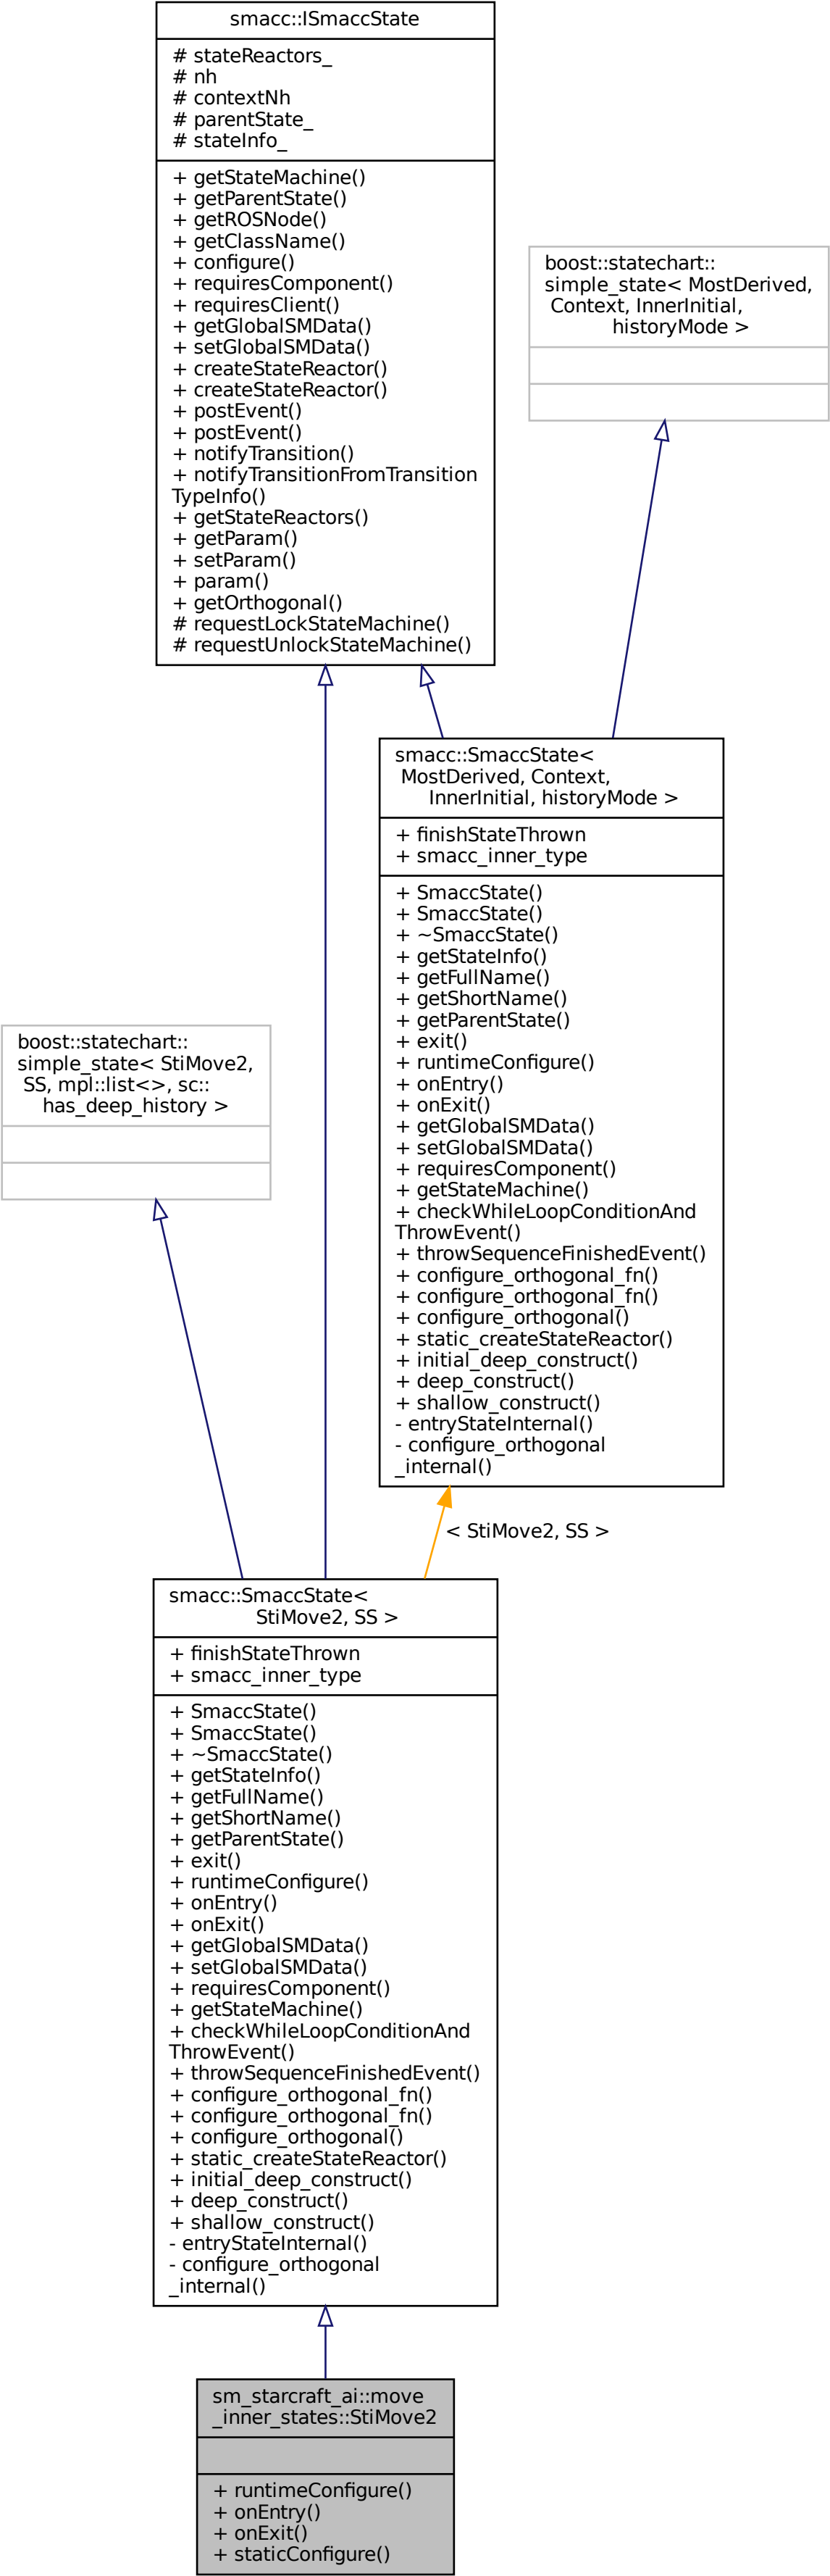 smacc::ISmaccState
# stateReactors_
# nh
# contextNh
# parentState_
# stateInfo_
+ getStateMachine()
+ getParentState()
+ getROSNode()
+ getClassName()
+ configure()
+ requiresComponent()
+ requiresClient()
+ getGlobalSMData()
+ setGlobalSMData()
+ createStateReactor()
+ createStateReactor()
+ postEvent()
+ postEvent()
+ notifyTransition()
+ notifyTransitionFromTransition
TypeInfo()
+ getStateReactors()
+ getParam()
+ setParam()
+ param()
+ getOrthogonal()
# requestLockStateMachine()
# requestUnlockStateMachine()
boost::statechart::
simple_state< MostDerived,
Context, InnerInitial,
historyMode >
smacc::SmaccState<
MostDerived, Context,
InnerInitial, historyMode >
+ finishStateThrown
+ smacc_inner_type
+ SmaccState()
+ SmaccState()
+ ~SmaccState()
+ getStateInfo()
+ getFullName()
+ getShortName()
+ getParentState()
+ exit()
+ runtimeConfigure()
+ onEntry()
+ onExit()
+ getGlobalSMData()
+ setGlobalSMData()
+ requiresComponent()
+ getStateMachine()
+ checkWhileLoopConditionAnd
ThrowEvent()
+ throwSequenceFinishedEvent()
+ configure_orthogonal_fn()
+ configure_orthogonal_fn()
+ configure_orthogonal()
+ static_createStateReactor()
+ initial_deep_construct()
+ deep_construct()
+ shallow_construct()
- entryStateInternal()
- configure_orthogonal
_internal()
boost::statechart::
simple_state< StiMove2,
SS, mpl::list<>, sc::
has_deep_history >
< StiMove2, SS >
smacc::SmaccState<
StiMove2, SS >
+ finishStateThrown
+ smacc_inner_type
+ SmaccState()
+ SmaccState()
+ ~SmaccState()
+ getStateInfo()
+ getFullName()
+ getShortName()
+ getParentState()
+ exit()
+ runtimeConfigure()
+ onEntry()
+ onExit()
+ getGlobalSMData()
+ setGlobalSMData()
+ requiresComponent()
+ getStateMachine()
+ checkWhileLoopConditionAnd
ThrowEvent()
+ throwSequenceFinishedEvent()
+ configure_orthogonal_fn()
+ configure_orthogonal_fn()
+ configure_orthogonal()
+ static_createStateReactor()
+ initial_deep_construct()
+ deep_construct()
+ shallow_construct()
- entryStateInternal()
- configure_orthogonal
_internal()
sm_starcraft_ai::move
_inner_states::StiMove2
+ runtimeConfigure()
+ onEntry()
+ onExit()
+ staticConfigure()